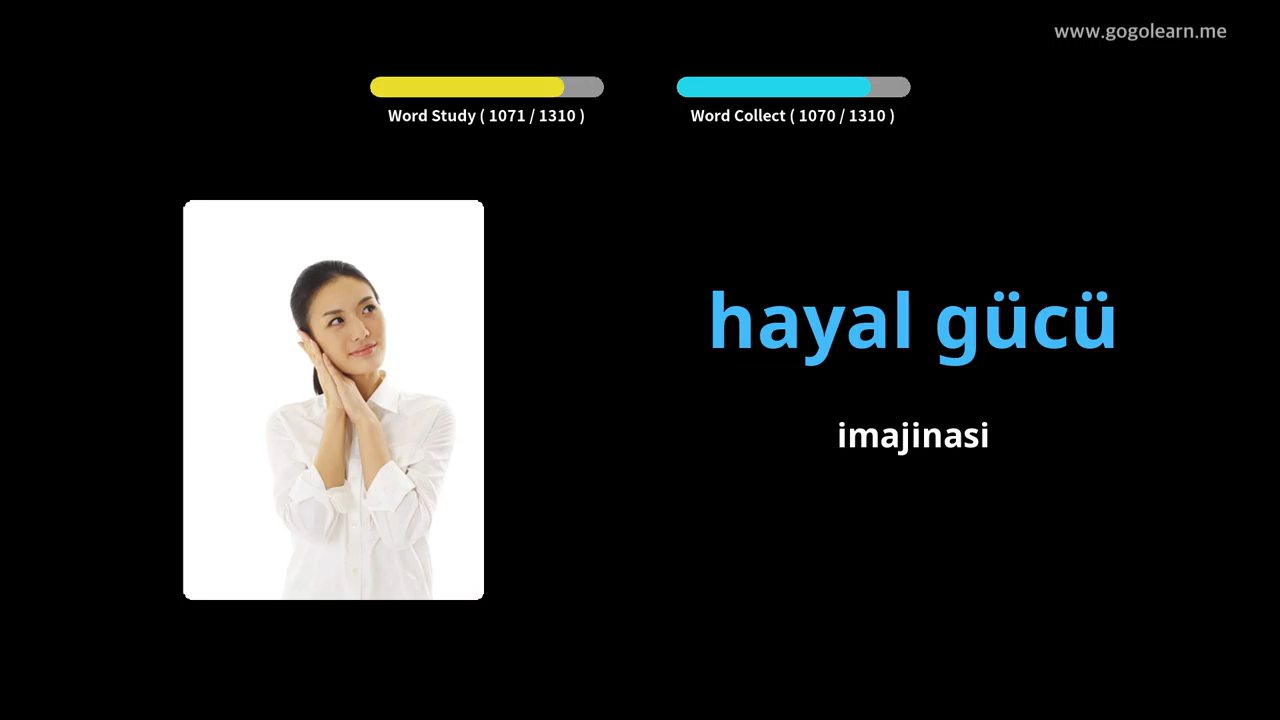 www.gogolearn.me
Word Study ( 1071 / 1310 )
Word Collect ( 1070 / 1310 )
hayal gücü
imajinasi